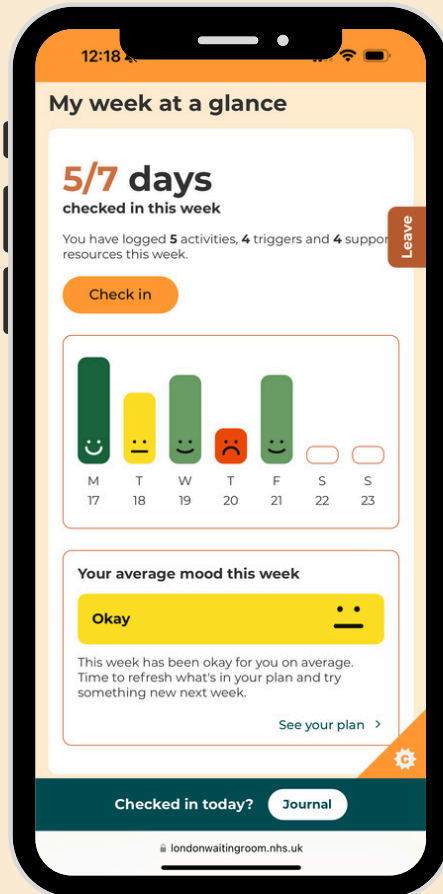 12:18
My week at a glance
5/7 days
checked in this week
Leave
You have logged 5 activities, 4 triggers and 4 suppor
resources this week.
Check in
M T W T F S S
17 18 19 20 21 22 23
Your average mood this week
Okay
This week has been okay for you on average.
Time to refresh what's in your plan and try
something new next week.
See your plan >
C
Checked in today? Journal
londonwaitingroom.nhs.uk